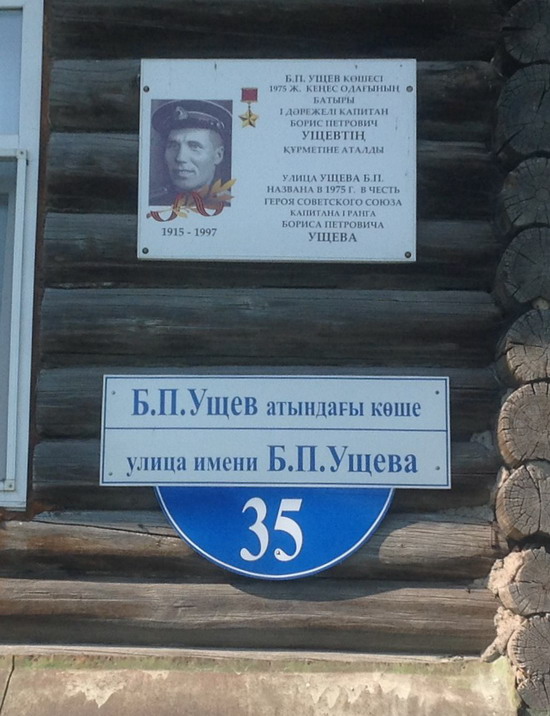 Б.П. УЩЕВ КӨШЕСІ
1975 Ж. КЕҢЕС ОДАҒЫНЫҢ
БАТЫРЫ
І ДӘРЕЖЕЛІ КАПИТАН
БОРИС ПЕТРОВИЧ
УЩЕВТІҢ
ҚҰРМЕТІНЕ АТАЛДЫ
УЛИЦА УЩЕВА Б.П.
НАЗВАНА В 1975 Г. В ЧЕСТЬ
ГЕРОЯ СОВЕТСКОГО СОЮЗА
КАПИТАНА І РАНГА
БОРИСА ПЕТРОВИЧА
УЩЕВА
1915 - 1997
Б.П.Ущев атындағы көше
улица имени Б.П.Ущева
35